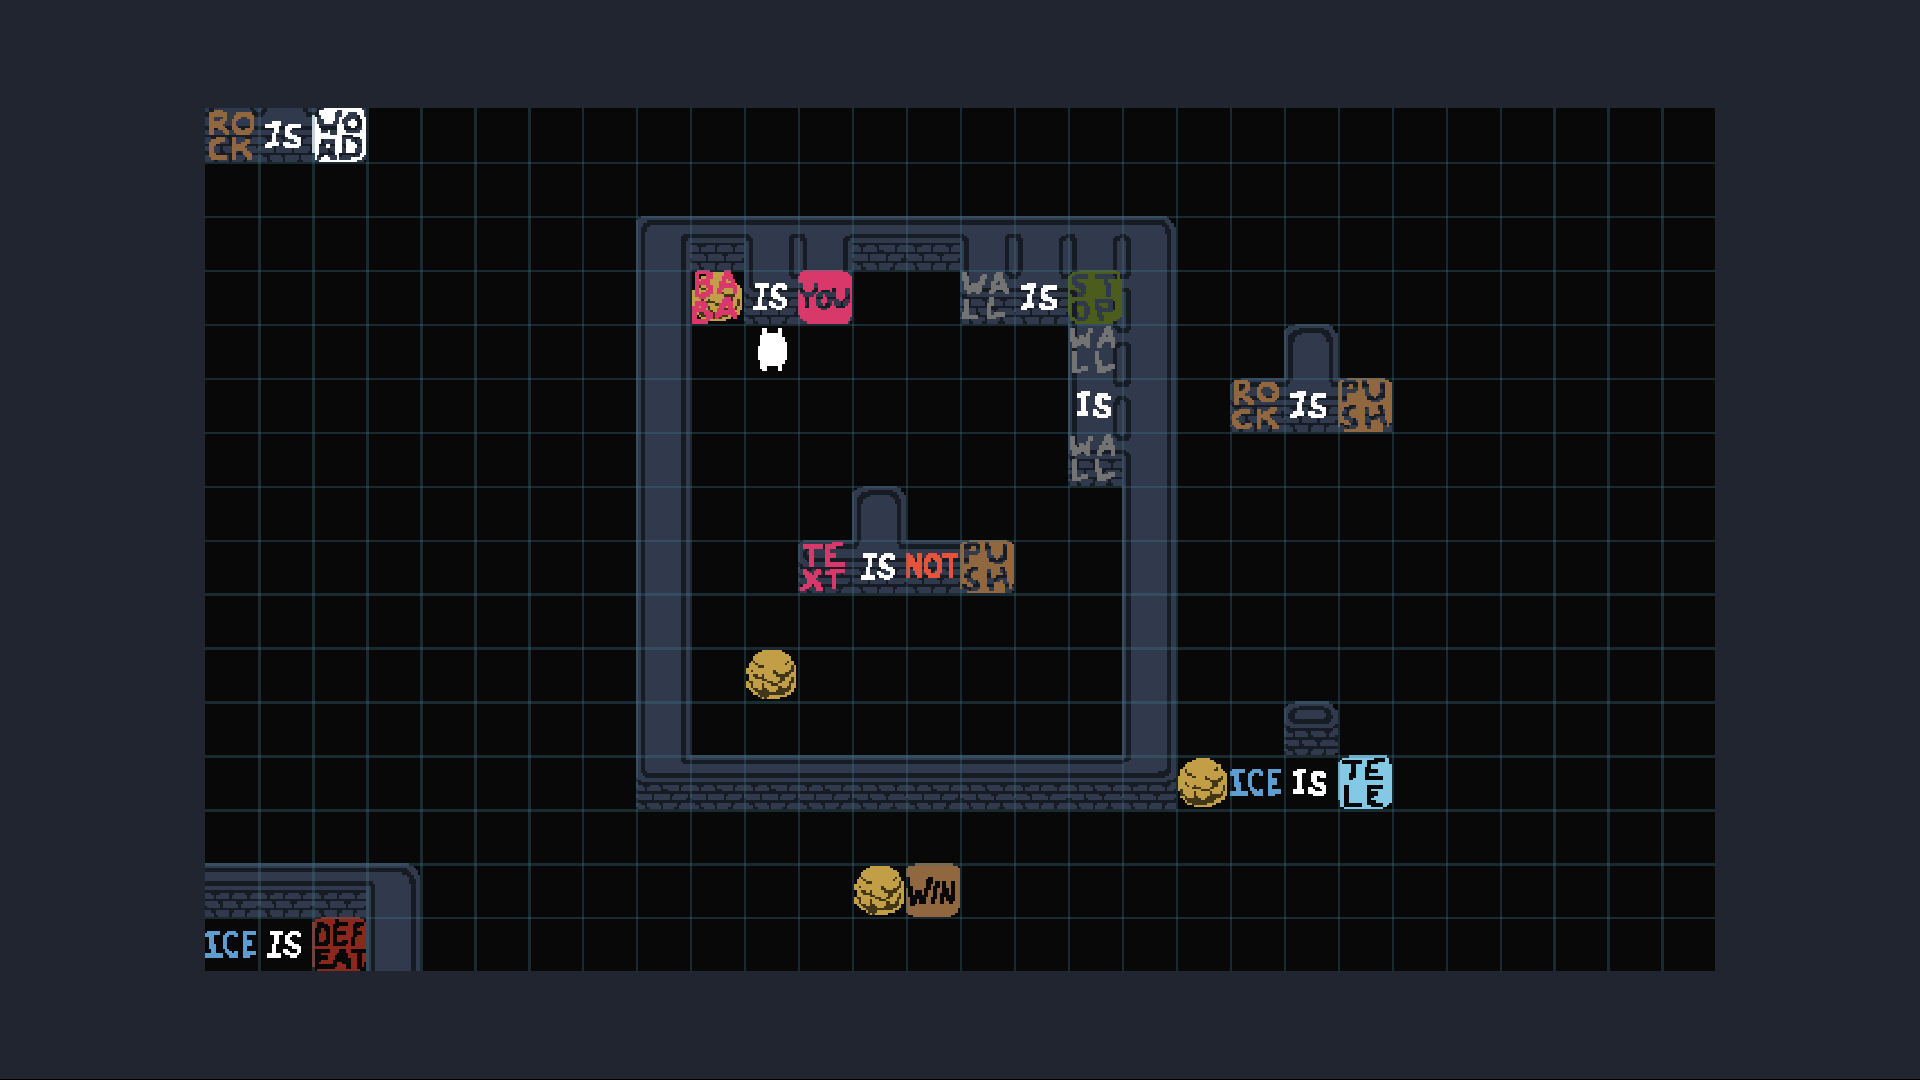 ROCK IS WORD
BABA IS YOU
WALL IS STOP
WALL
IS
WALL
ROCK IS PUSH
TEXT IS NOT PUSH
ICE IS TELE
WIN
ICE IS DEFEAT